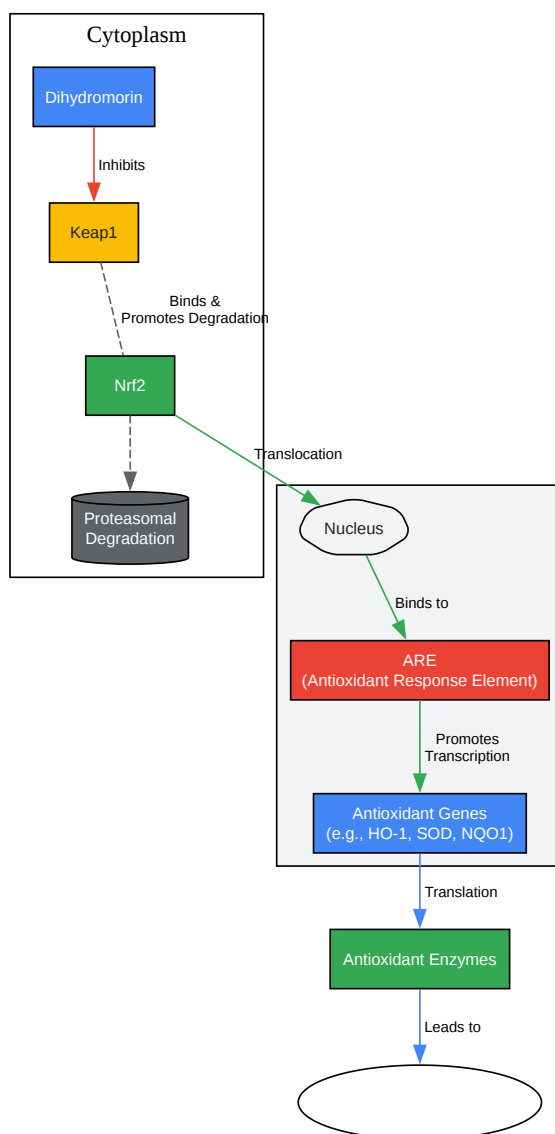 Cytoplasm
Dihydromorin
Inhibits
Keap1
Binds &
Promotes Degradation
Nrf2
Translocation
Proteasomal
Degradation
Nucleus
Binds to
ARE
(Antioxidant Response Element)
Promotes
Transcription
Antioxidant Genes
(e.g., HO-1, SOD, NQO1)
Translation
Antioxidant Enzymes
Leads to